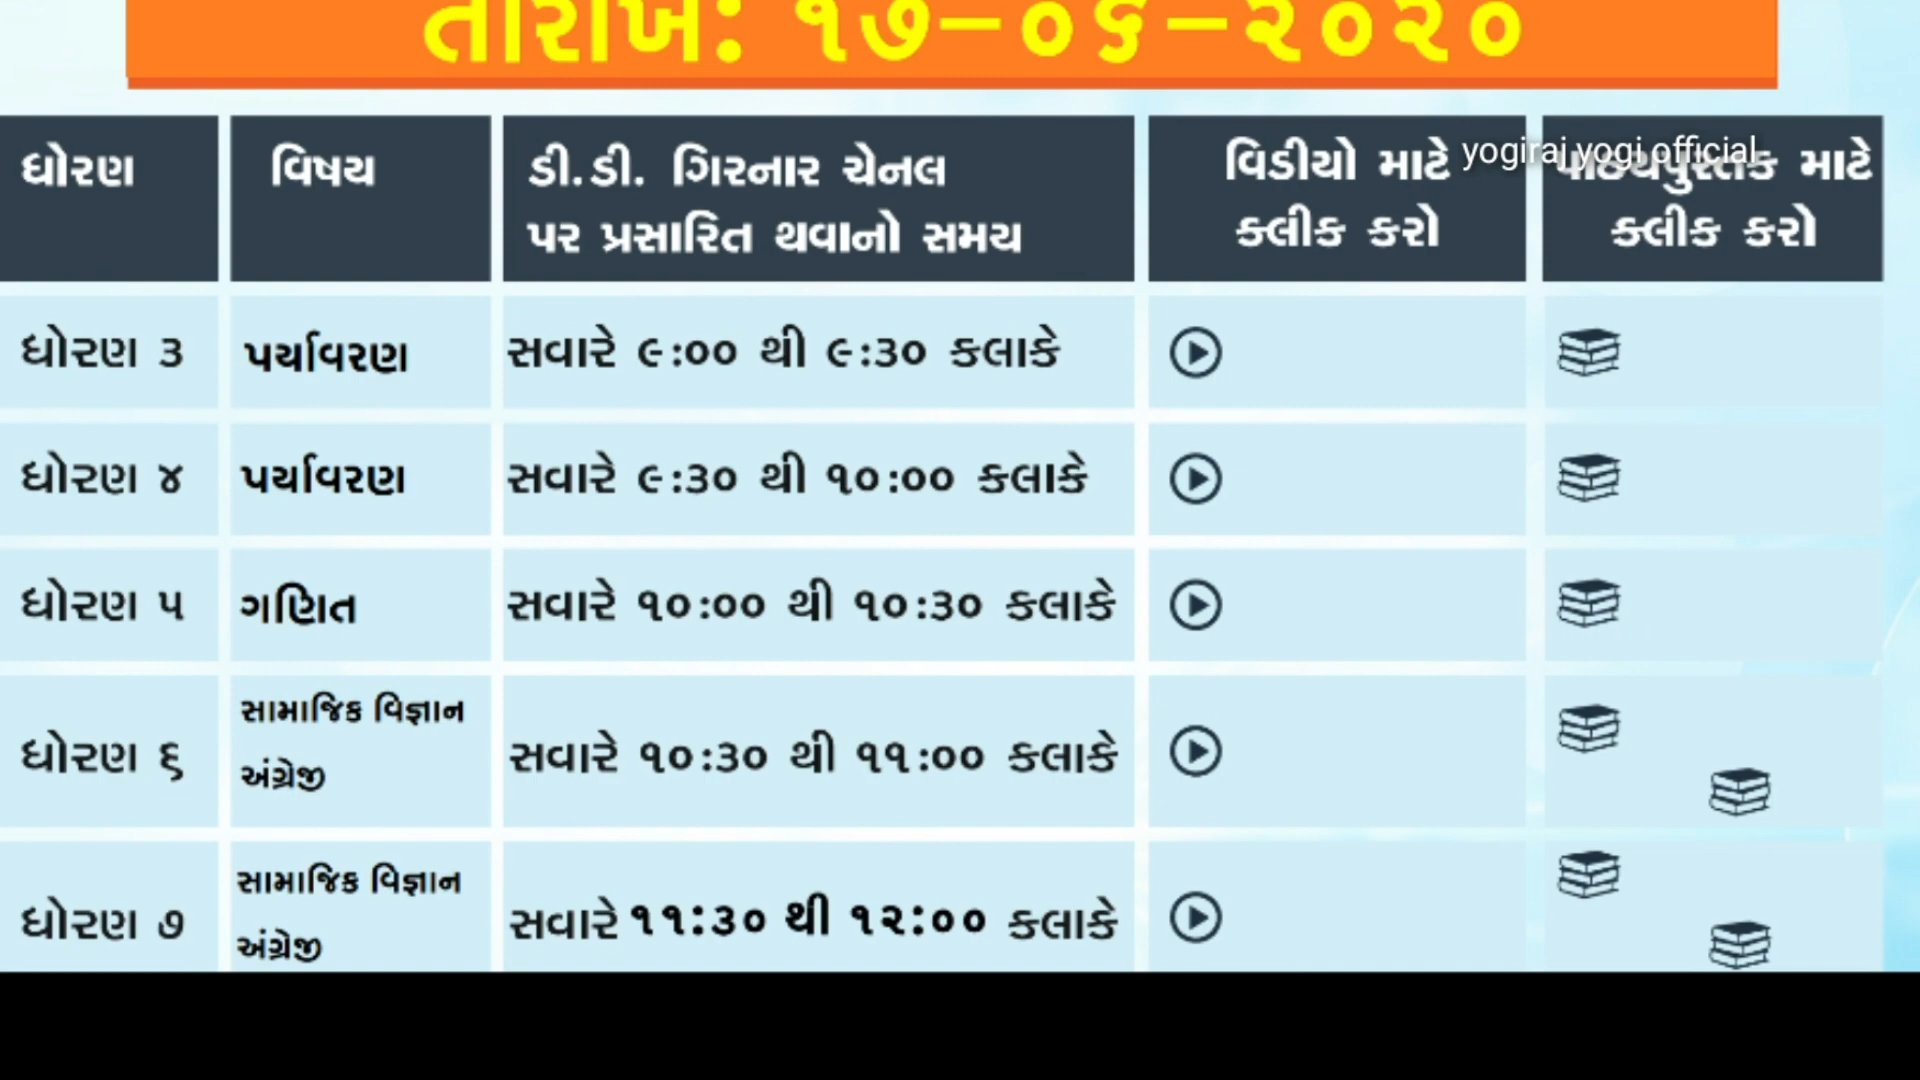 તારીખ: ૧૭-૦૬-૨૦૨૦
yogiraj yogi official
ધોરણ
વિષય
ડી.ડી. ગિરનાર ચેનલ
પર પ્રસારિત થવાનો સમય
વિડીયો માટે
ક્લીક કરો
પાઠ્યપુસ્તક માટે
ક્લીક કરો
ધોરણ ૩
પર્યાવરણ
સવારે ૯:૦૦ થી ૯:૩૦ કલાકે
ધોરણ ૪
પર્યાવરણ
સવારે ૯:૩૦ થી ૧૦:૦૦ કલાકે
ધોરણ ૫
ગણિત
સવારે ૧૦:૦૦ થી ૧૦:૩૦ કલાકે
ધોરણ ૬
સામાજિક વિજ્ઞાન
અંગ્રેજી
સવારે ૧૦:૩૦ થી ૧૧:૦૦ કલાકે
ધોરણ ૭
સામાજિક વિજ્ઞાન
અંગ્રેજી
સવારે ૧૧:૩૦ થી ૧૨:૦૦ કલાકે